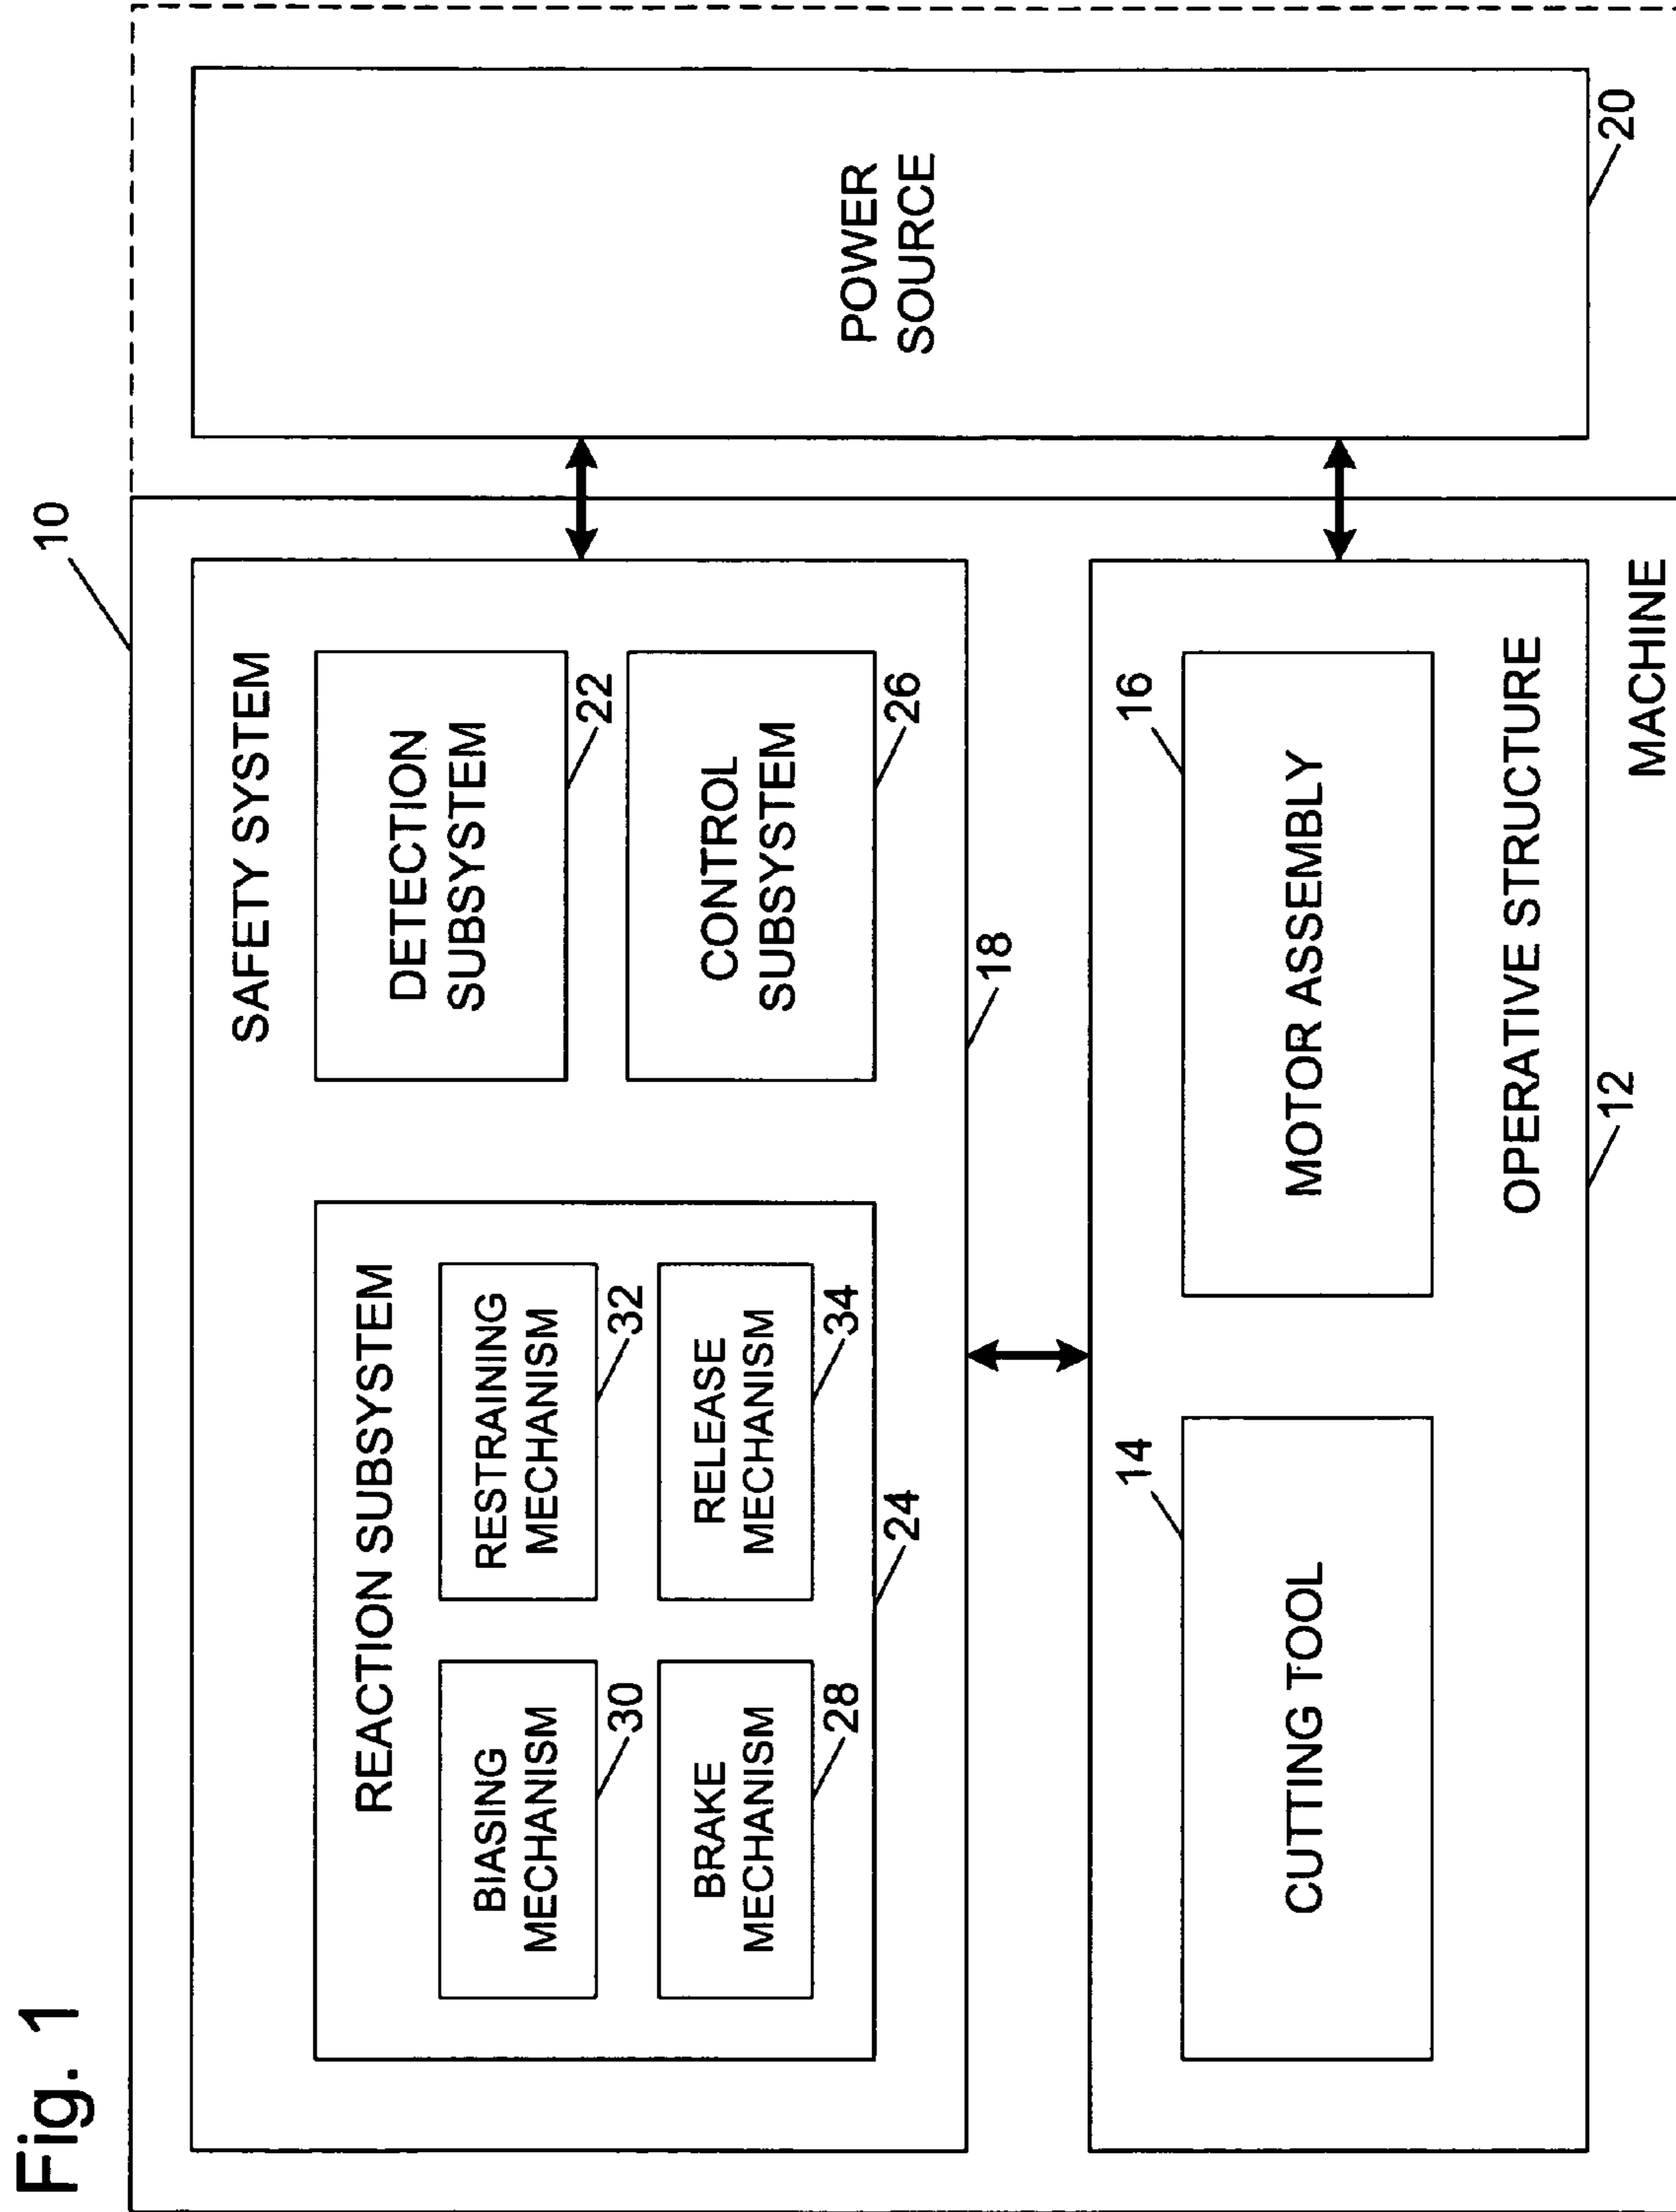 Fig. 1
10
SAFETY SYSTEM
REACTION SUBSYSTEM
BIASING
MECHANISM
30
RESTRAINING
MECHANISM
32
BRAKE
MECHANISM
28
RELEASE
MECHANISM
34
24
DETECTION
SUBSYSTEM
22
CONTROL
SUBSYSTEM
26
18
POWER
SOURCE
20
14
CUTTING TOOL
16
MOTOR ASSEMBLY
OPERATIVE STRUCTURE
12
MACHINE